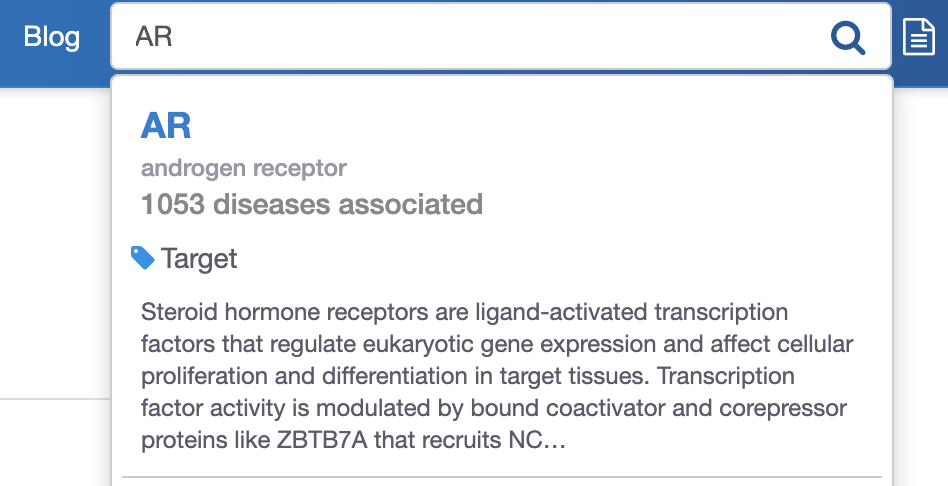 Blog
AR
AR
androgen receptor
1053 diseases associated
Target
Steroid hormone receptors are ligand-activated transcription
factors that regulate eukaryotic gene expression and affect cellular
proliferation and differentiation in target tissues. Transcription
factor activity is modulated by bound coactivator and corepressor
proteins like ZBTB7A that recruits NC...